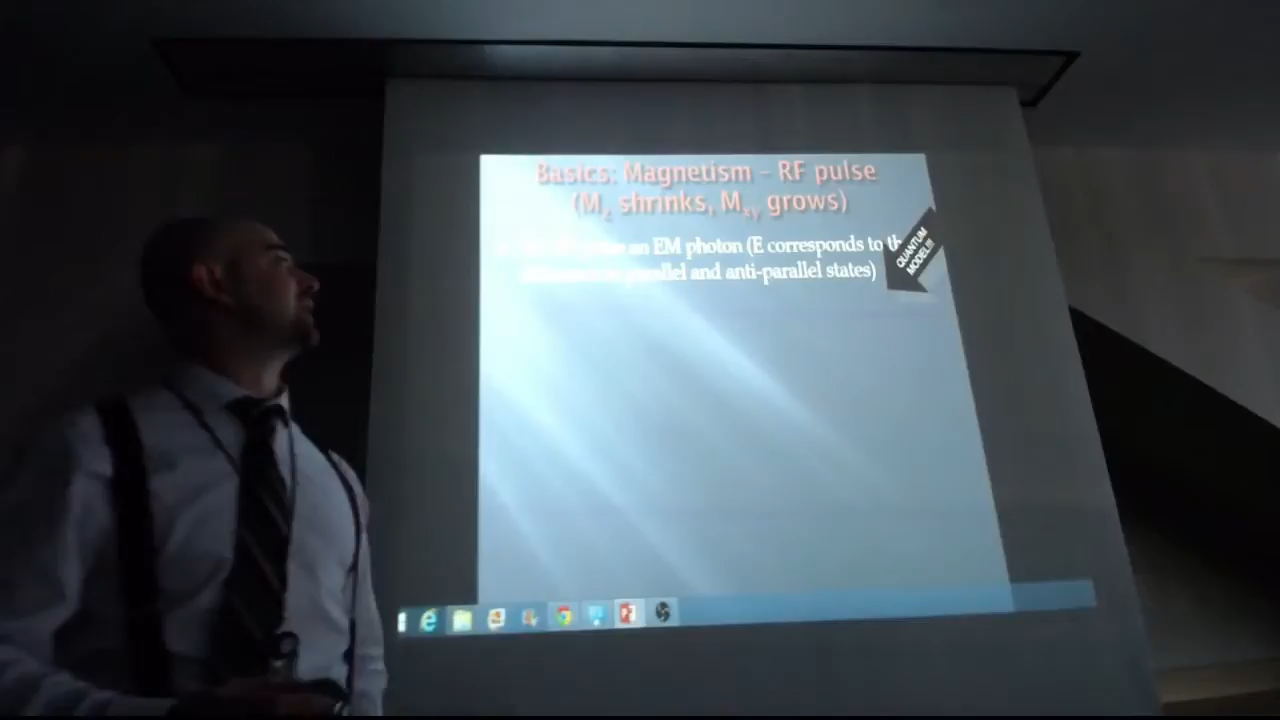 Basics: Magnetism – RF pulse
(Mz shrinks, Mxy grows)
an EM photon (E corresponds to
parallel and anti-parallel states)
QUANTUM
MODEL!!!